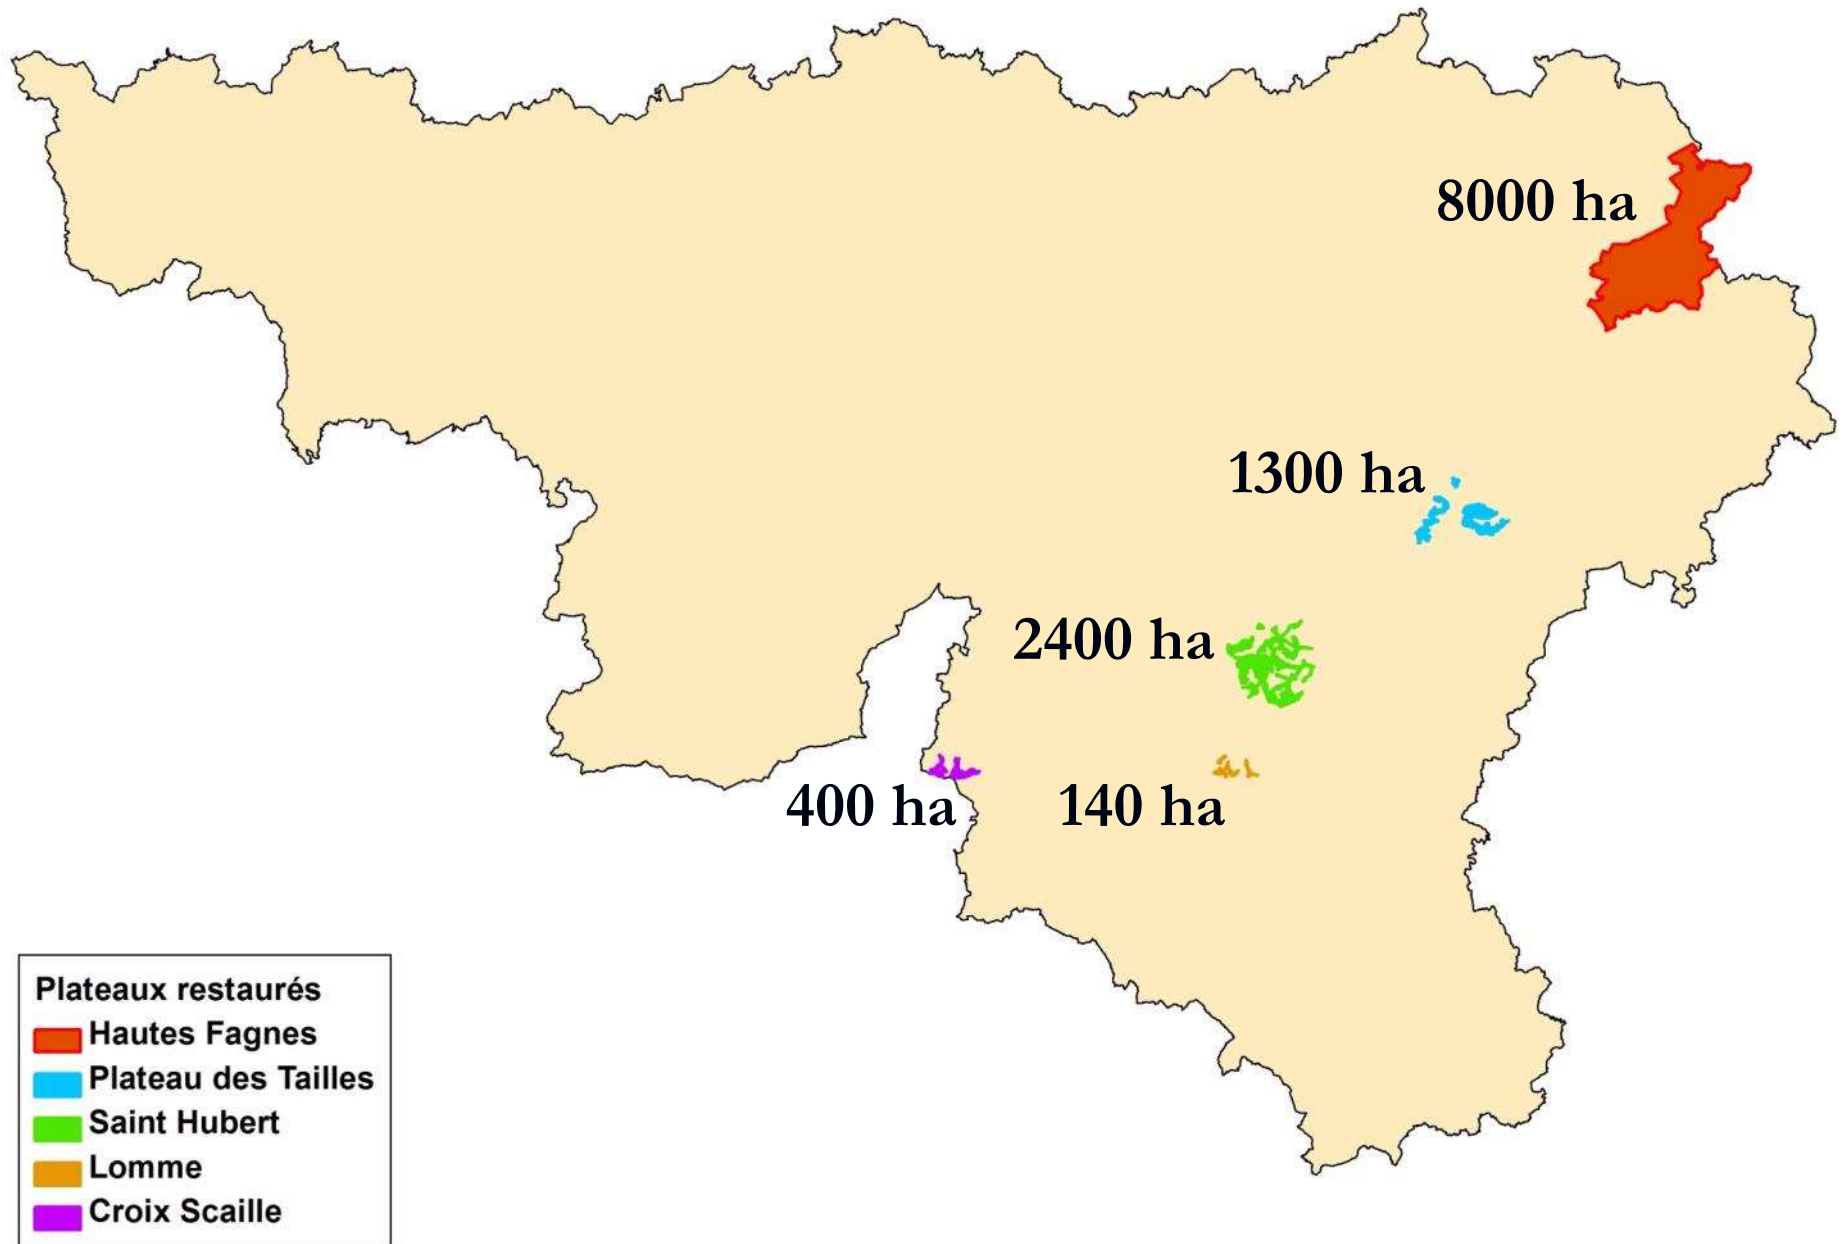 8000 ha
1300 ha
2400 ha
400 ha
140 ha
Plateaux restaurés
Hautes Fagnes
Plateau des Tailles
Saint Hubert
Lomme
Croix Scaille